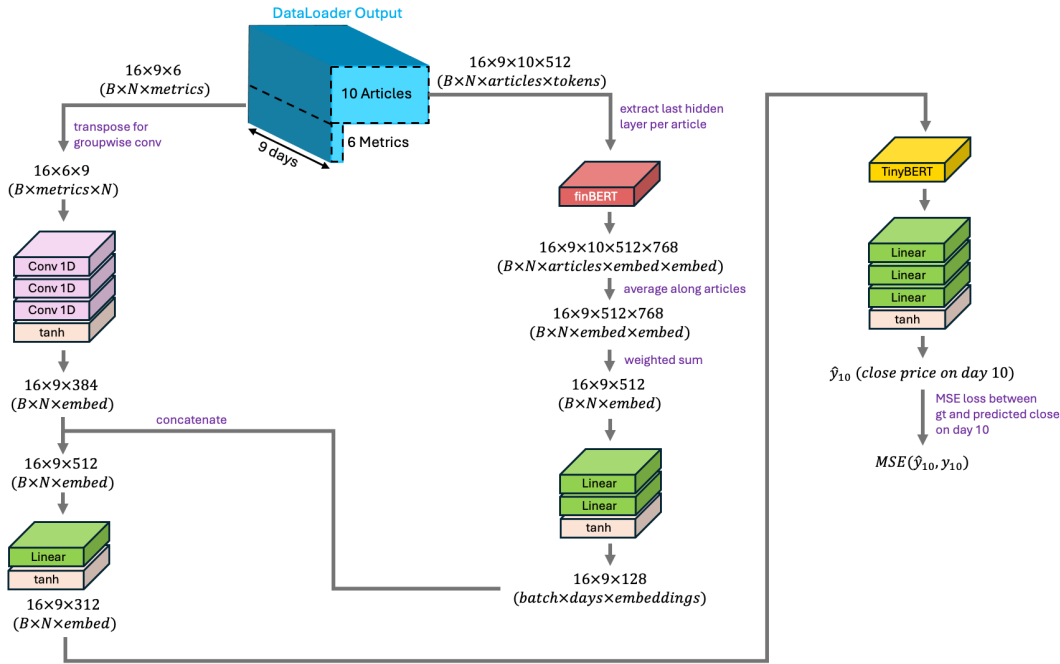 DataLoader Output
16×9×6
(B×N×metrics)
16×9×10×512
(B×N×articles×tokens)
10 Articles
6 Metrics
9 days
transpose for
groupwise conv
16×6×9
(B×metrics×N)
Conv 1D
Conv 1D
Conv 1D
tanh
16×9×384
(B×N×embed)
concatenate
16×9×512
(B×N×embed)
Linear
tanh
16×9×312
(B×N×embed)
extract last hidden
layer per article
finBERT
16×9×10×512×768
(B×N×articles×embed×embed)
average along articles
16×9×512×768
(B×N×embed×embed)
weighted sum
16×9×512
(B×N×embed)
Linear
Linear
tanh
16×9×128
(batch×days×embeddings)
TinyBERT
Linear
Linear
Linear
tanh
ŷ₁₀ (close price on day 10)
MSE loss between
gt and predicted close
on day 10
MSE(ŷ₁₀, y₁₀)